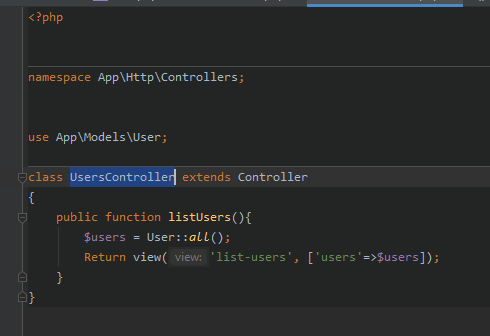 <?php
namespace App\Http\Controllers;
use App\Models\User;
class UsersController extends Controller
{
public function listUsers(){
$users = User::all();
Return view( view: 'list-users', ['users'=>$users]);
}
}